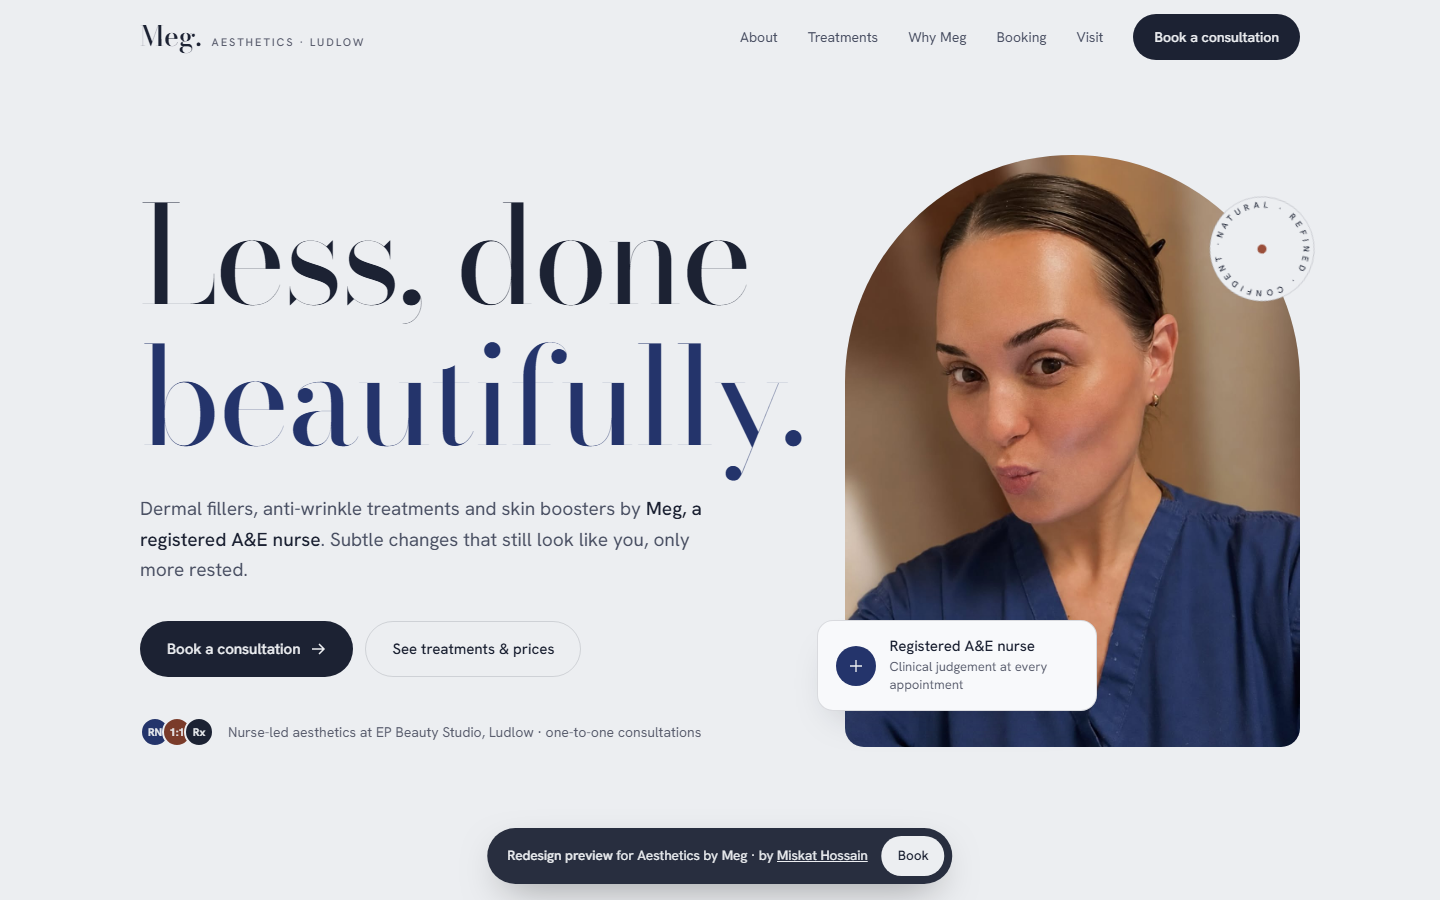 Meg. AESTHETICS · LUDLOW
About Treatments Why Meg Booking Visit Book a consultation
Less, done
beautifully.
NATURAL · REFINED · CONFIDENT ·
Dermal fillers, anti-wrinkle treatments and skin boosters by Meg, a
registered A&E nurse. Subtle changes that still look like you, only
more rested.
Book a consultation → See treatments & prices
Registered A&E nurse
Clinical judgement at every
appointment
RN 1:1 Rx Nurse-led aesthetics at EP Beauty Studio, Ludlow · one-to-one consultations
Redesign preview for Aesthetics by Meg · by Miskat Hossain Book